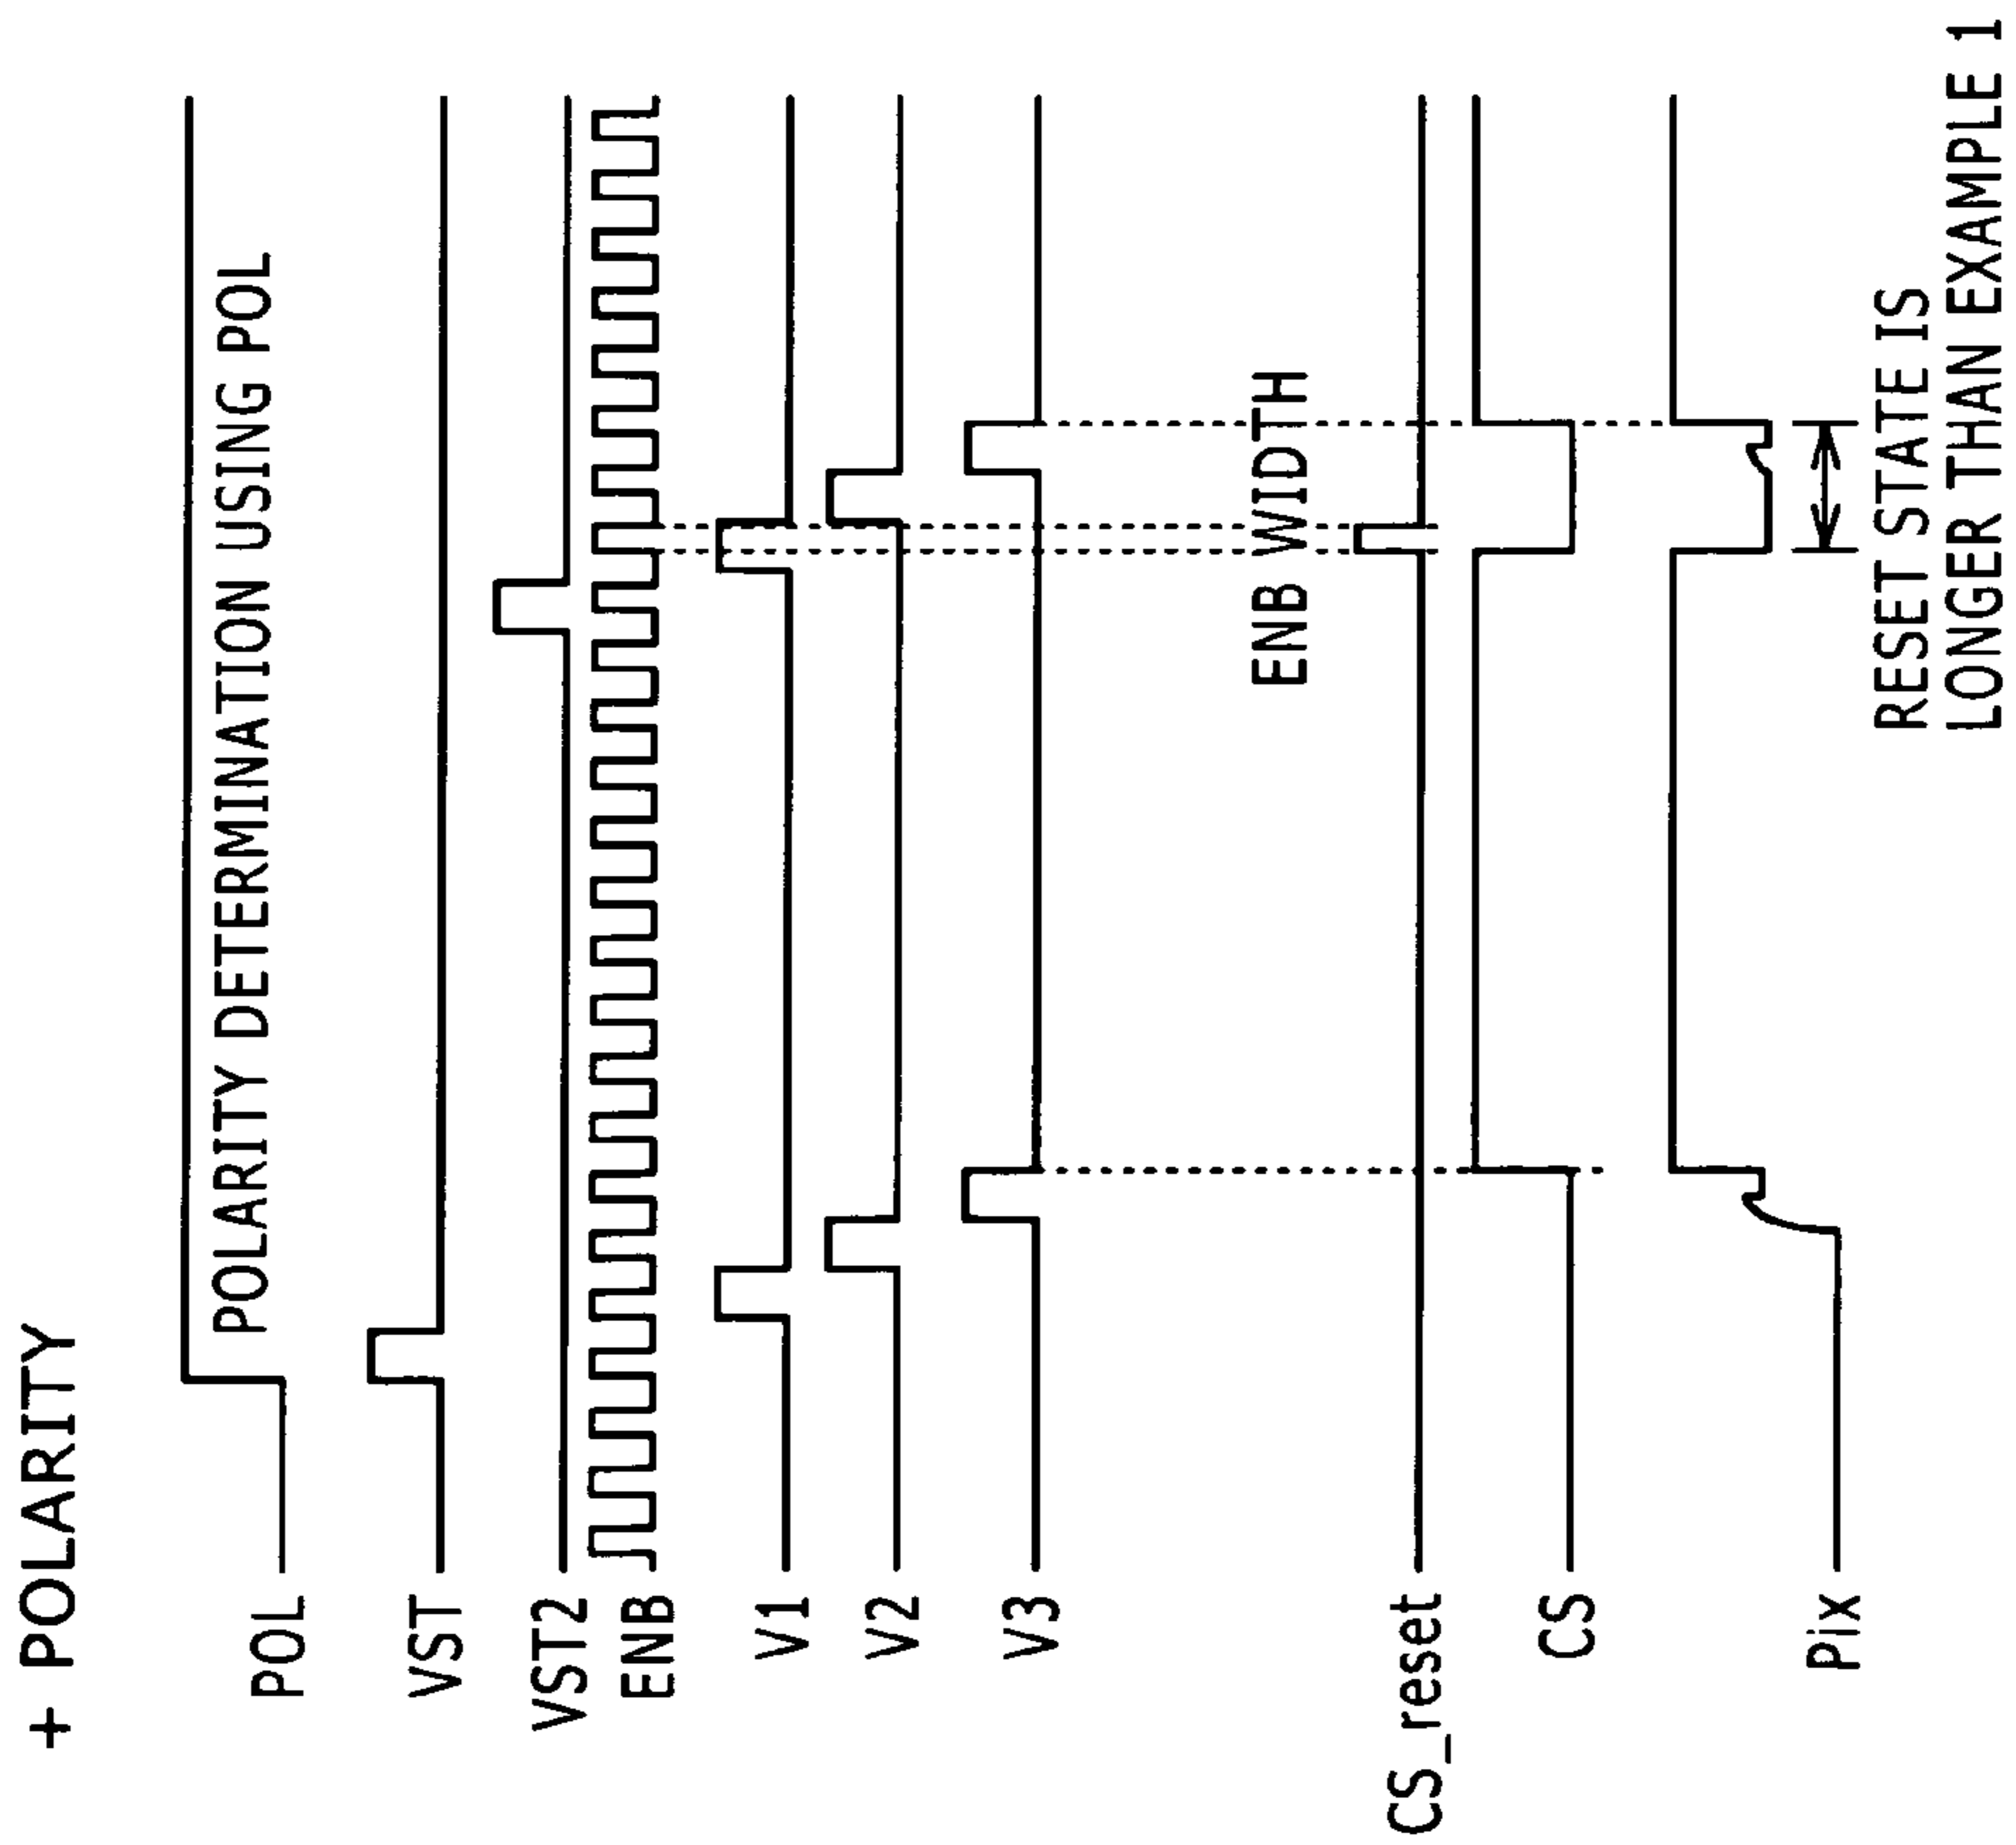 + POLARITY
POL
POLARITY DETERMINATION USING POL
VST
VST2
ENB
V1
V2
V3
ENB WIDTH
CS_reset
CS
Pix
RESET STATE IS
LONGER THAN EXAMPLE 1